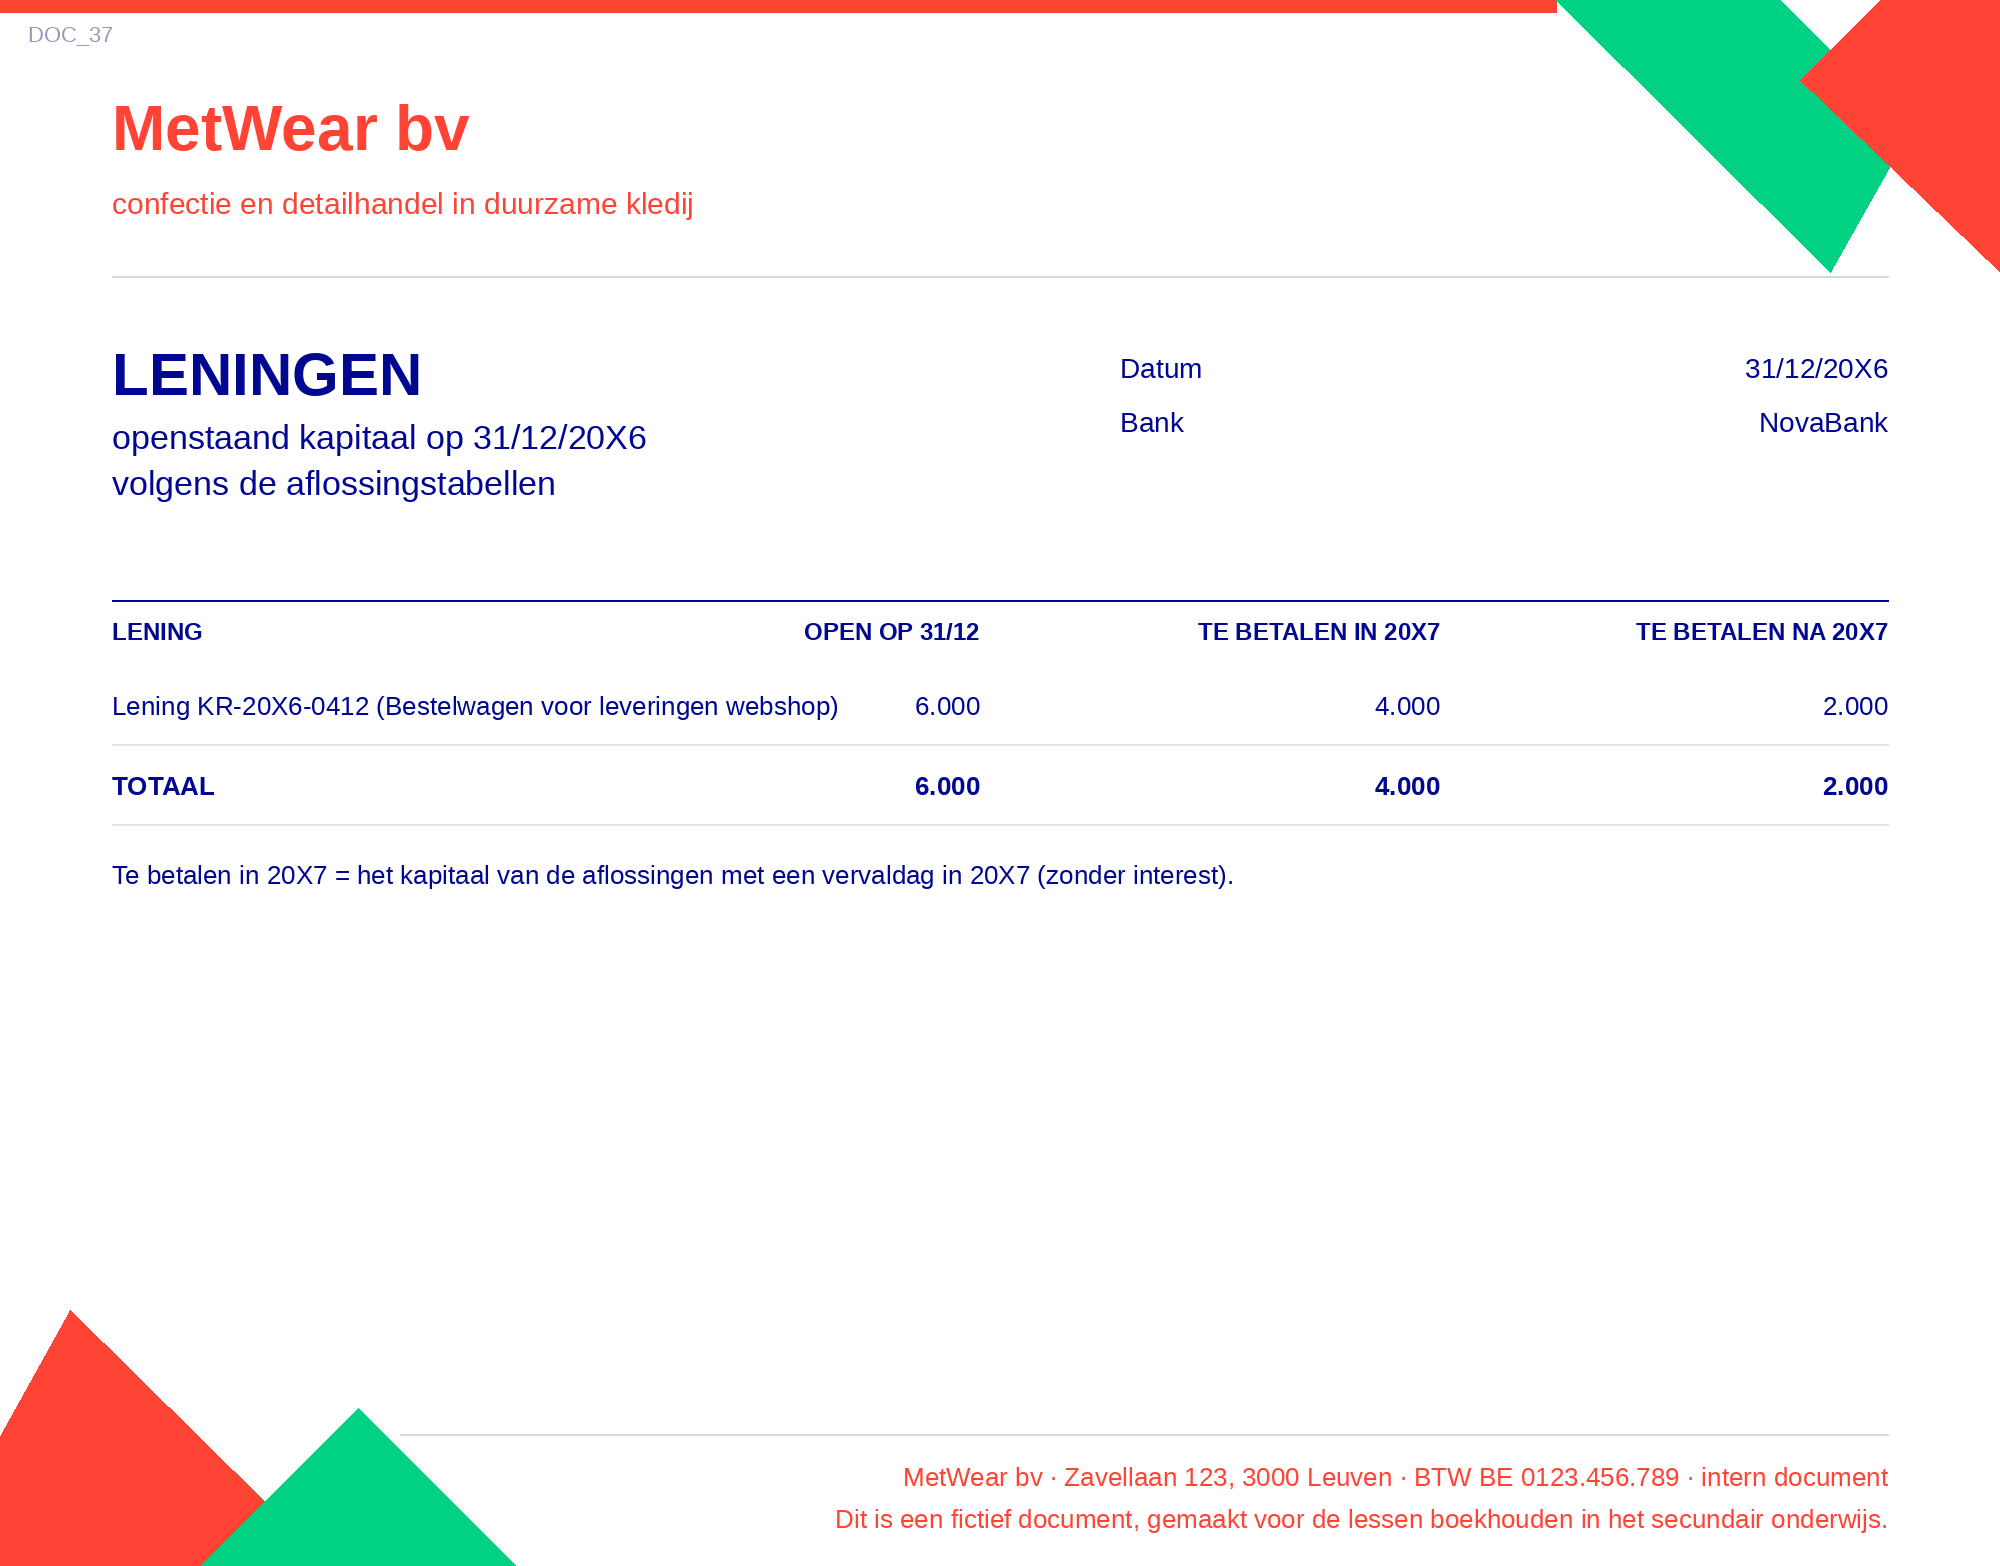 DOC_37
MetWear bv
confectie en detailhandel in duurzame kledij
LENINGEN
openstaand kapitaal op 31/12/20X6
volgens de aflossingstabellen
Datum 31/12/20X6
Bank NovaBank
LENING OPEN OP 31/12 TE BETALEN IN 20X7 TE BETALEN NA 20X7
Lening KR-20X6-0412 (Bestelwagen voor leveringen webshop) 6.000 4.000 2.000
TOTAAL 6.000 4.000 2.000
Te betalen in 20X7 = het kapitaal van de aflossingen met een vervaldag in 20X7 (zonder interest).
MetWear bv · Zavellaan 123, 3000 Leuven · BTW BE 0123.456.789 · intern document
Dit is een fictief document, gemaakt voor de lessen boekhouden in het secundair onderwijs.